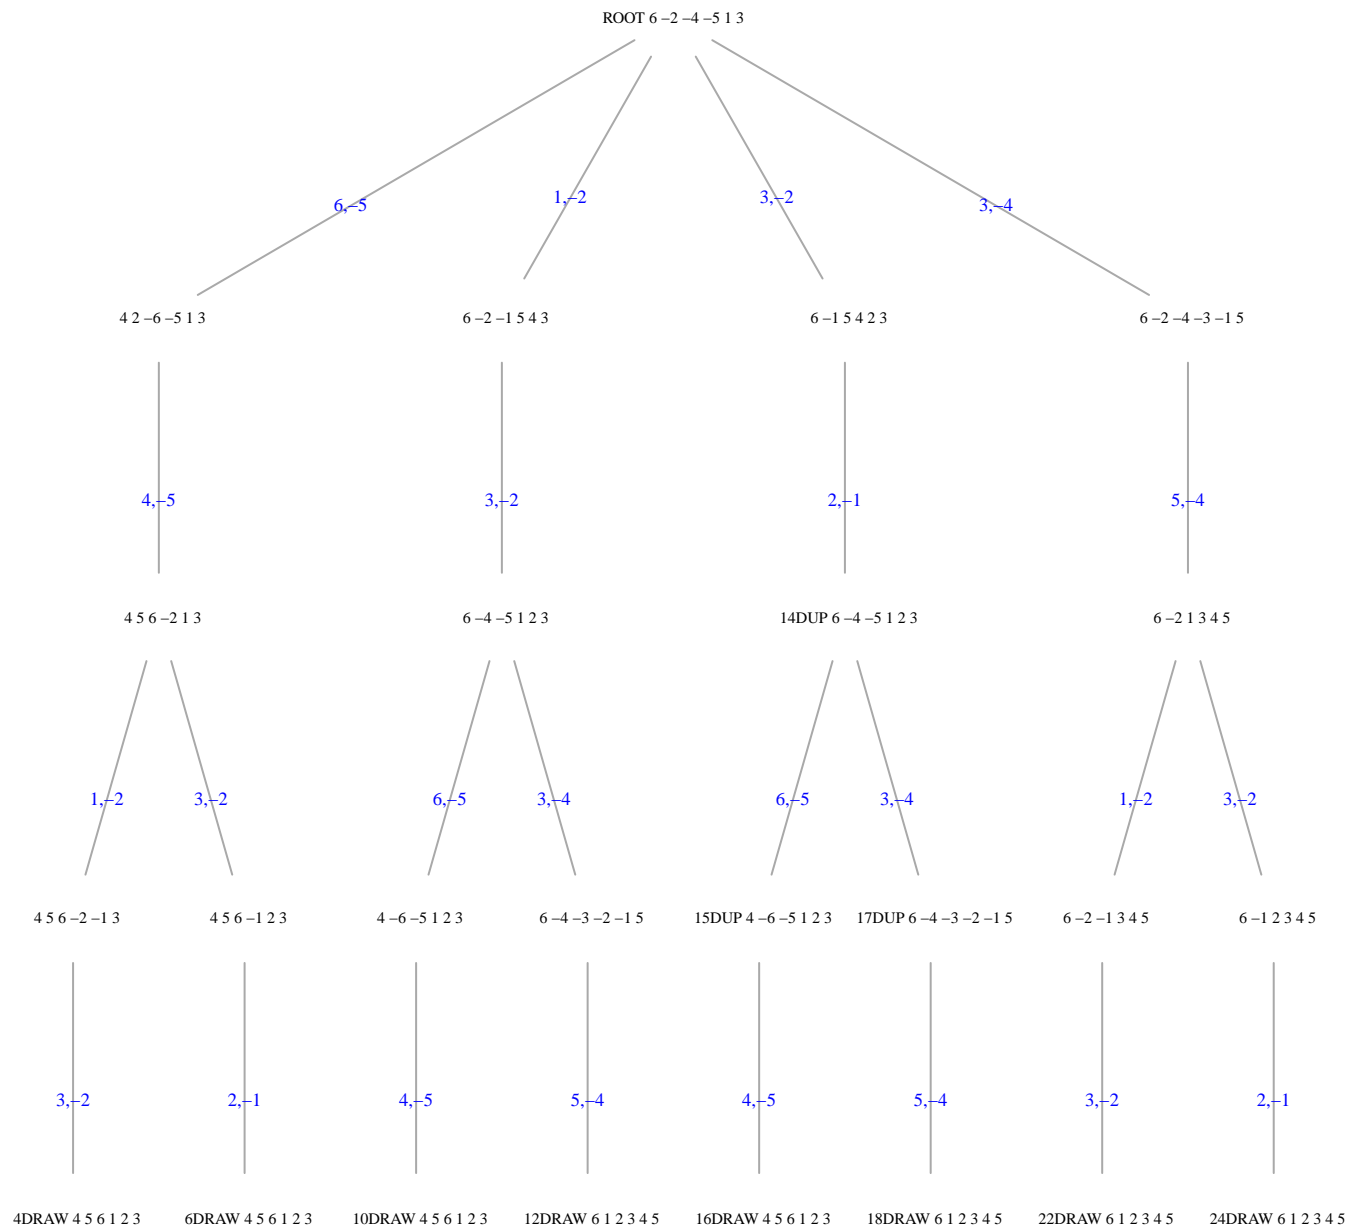 ROOT 6 –2 –4 –5 1 3
6,–5
1,–2
3,–2
3,–4
4 2 –6 –5 1 3
6 –2 –1 5 4 3
6 –1 5 4 2 3
6 –2 –4 –3 –1 5
4,–5
3,–2
2,–1
5,–4
4 5 6 –2 1 3
6 –4 –5 1 2 3
14DUP 6 –4 –5 1 2 3
6 –2 1 3 4 5
1,–2
3,–2
6,–5
3,–4
6,–5
3,–4
1,–2
3,–2
4 5 6 –2 –1 3
4 5 6 –1 2 3
4 –6 –5 1 2 3
6 –4 –3 –2 –1 5
15DUP 4 –6 –5 1 2 3
17DUP 6 –4 –3 –2 –1 5
6 –2 –1 3 4 5
6 –1 2 3 4 5
3,–2
2,–1
4,–5
5,–4
4,–5
5,–4
3,–2
2,–1
4DRAW 4 5 6 1 2 3
6DRAW 4 5 6 1 2 3
10DRAW 4 5 6 1 2 3
12DRAW 6 1 2 3 4 5
16DRAW 4 5 6 1 2 3
18DRAW 6 1 2 3 4 5
22DRAW 6 1 2 3 4 5
24DRAW 6 1 2 3 4 5